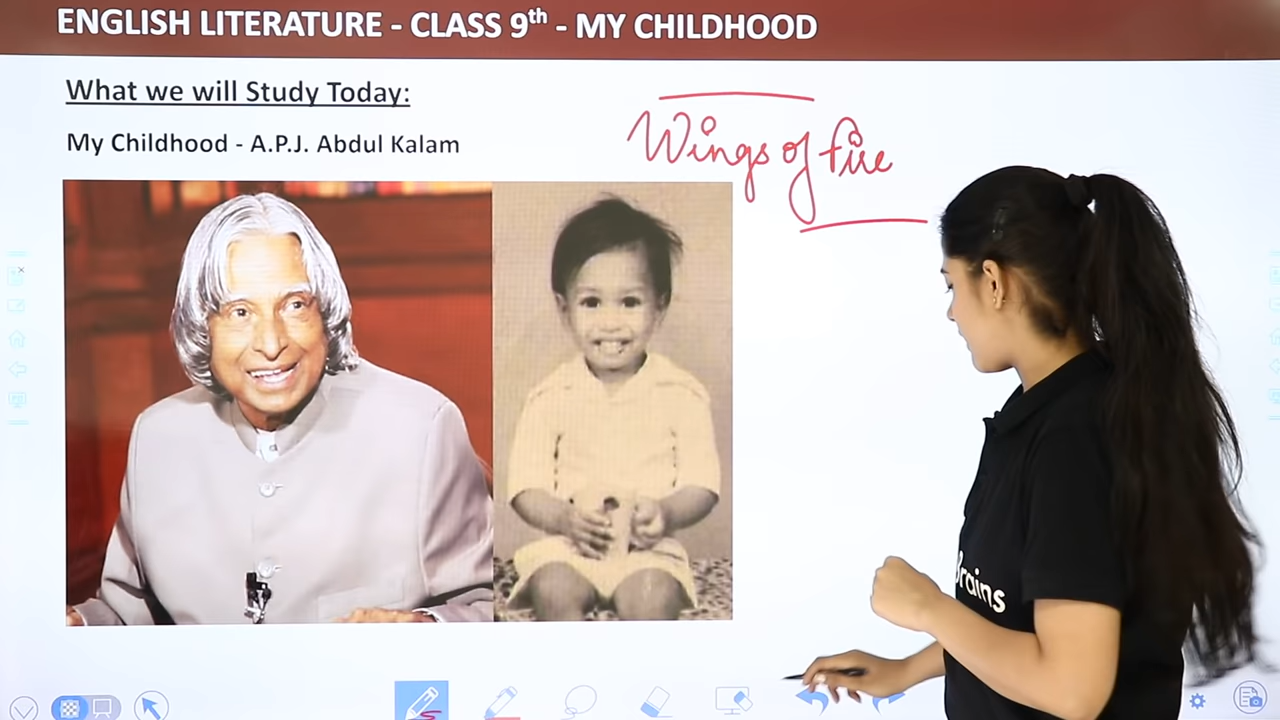 ENGLISH LITERATURE - CLASS 9th - MY CHILDHOOD
What we will Study Today:
My Childhood - A.P.J. Abdul Kalam
Wings of fire
Brains